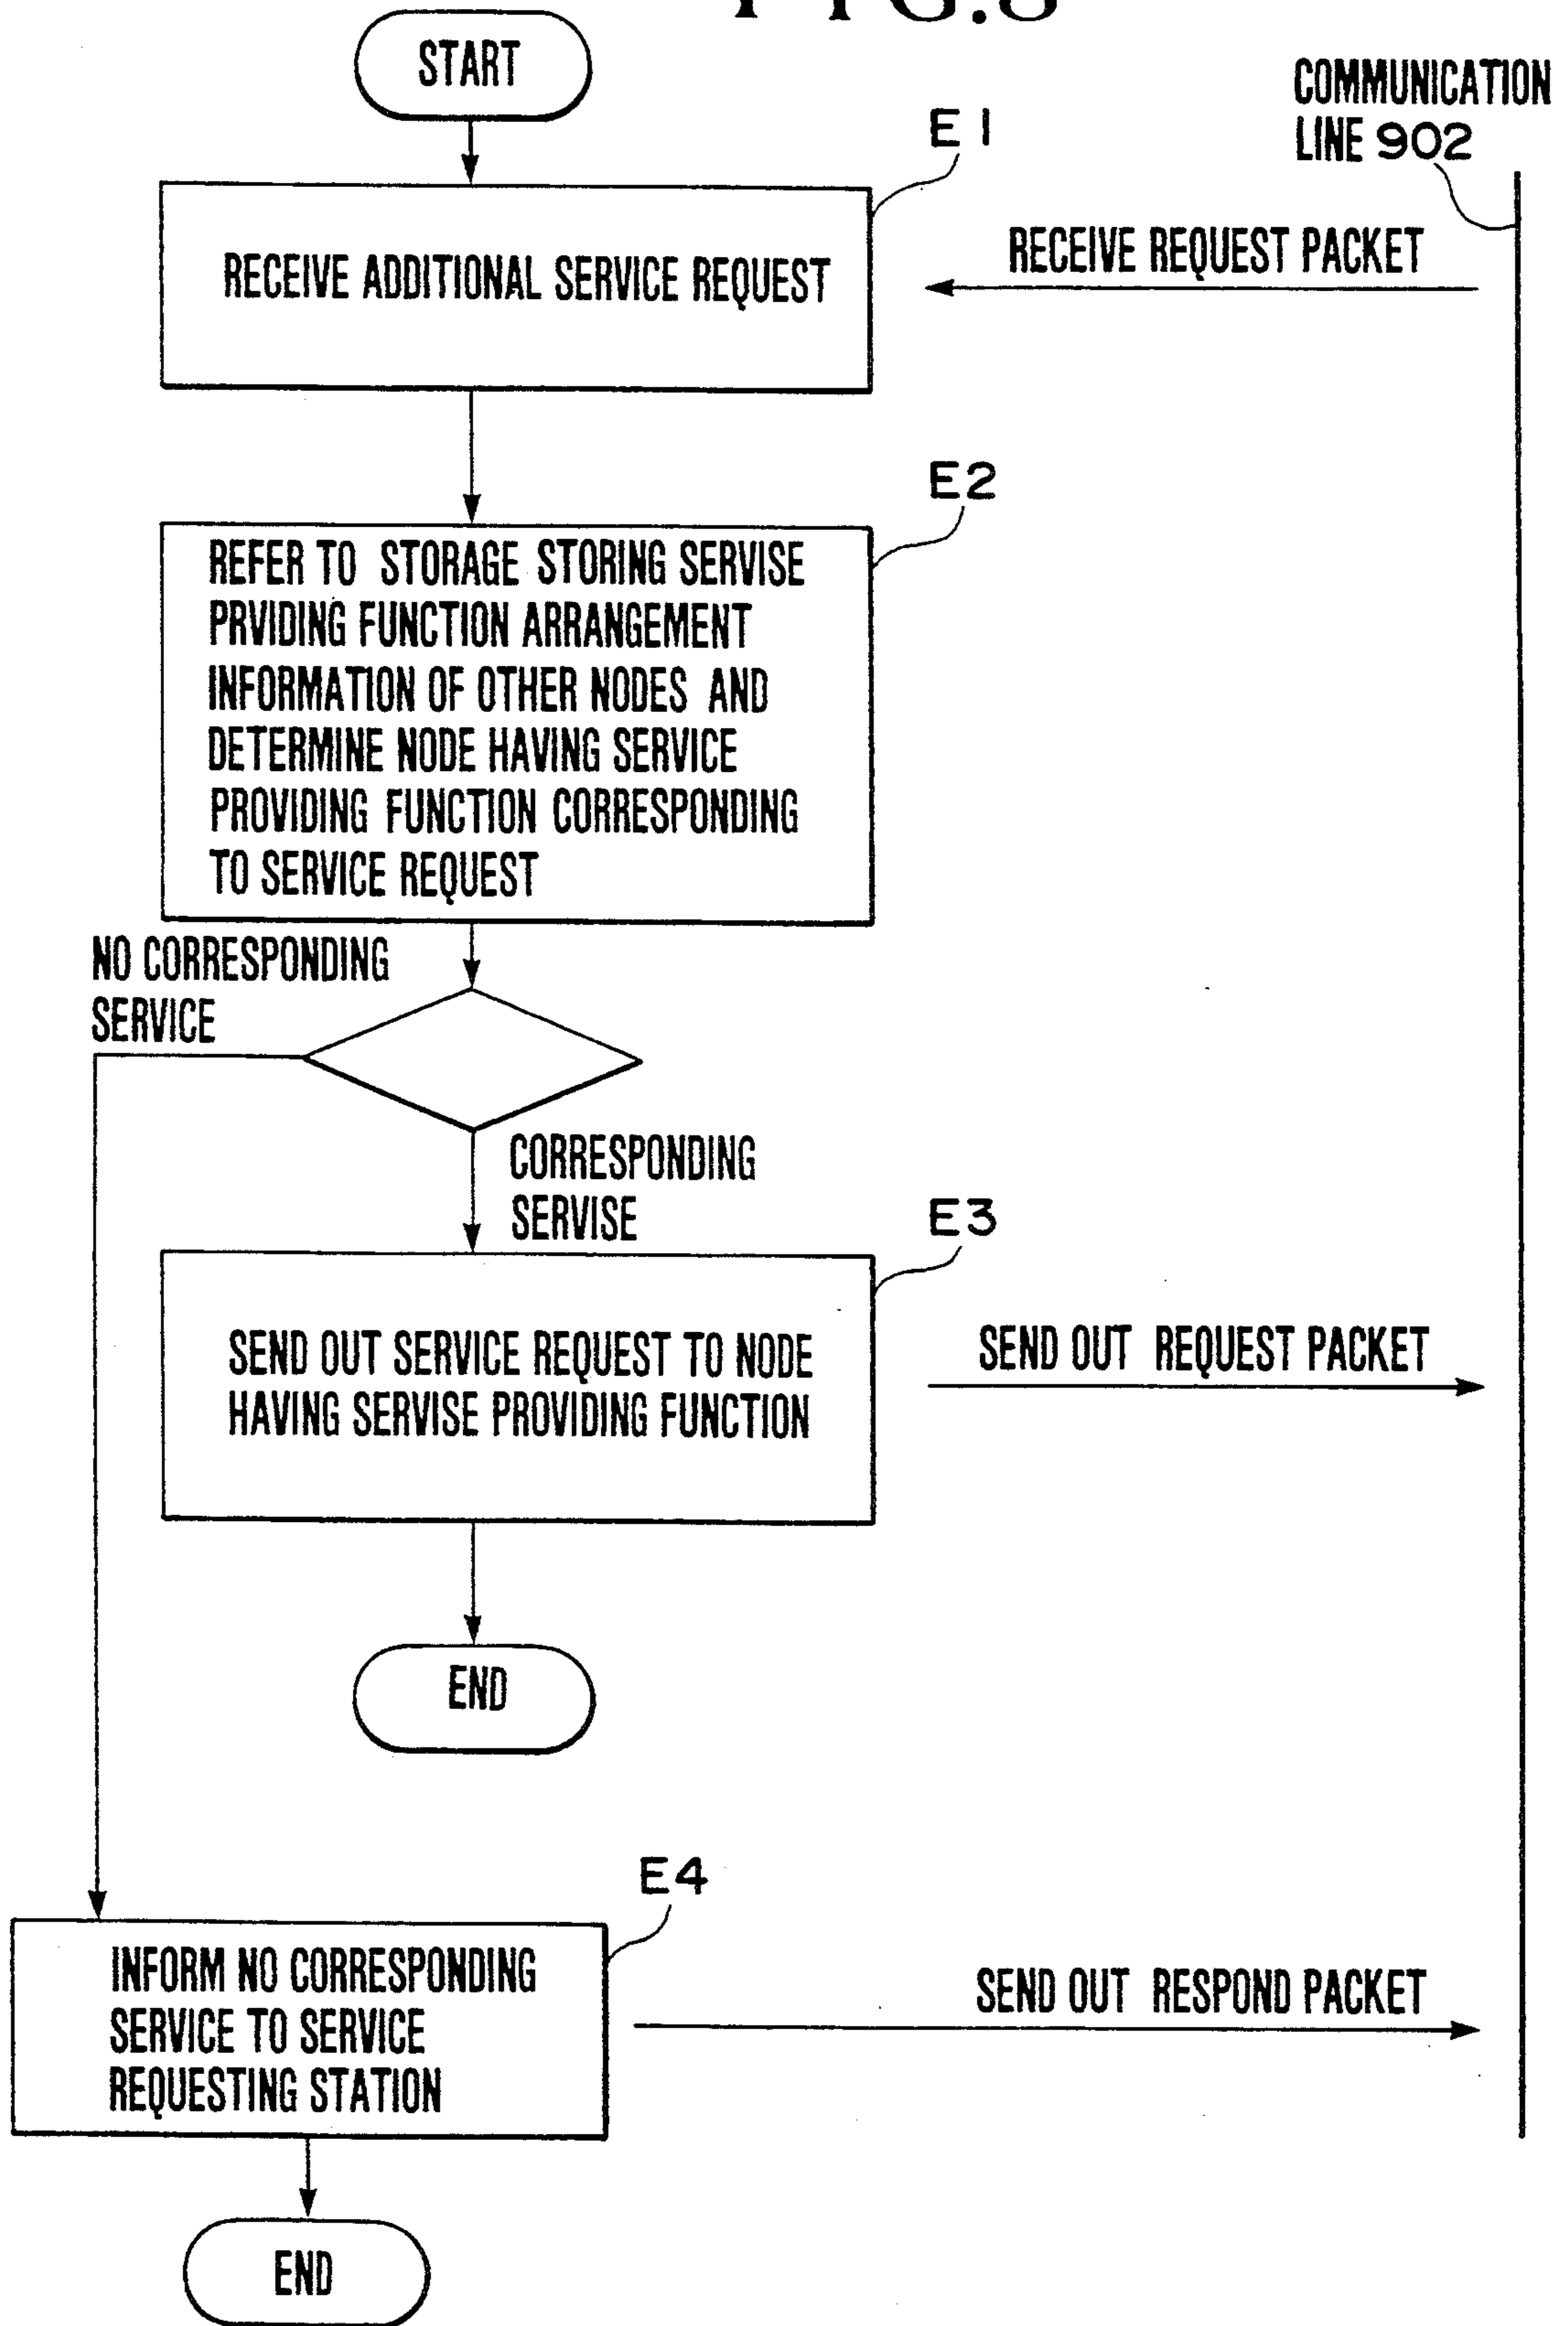 FIG.8
START
COMMUNICATION
LINE 902
E1
RECEIVE REQUEST PACKET
RECEIVE ADDITIONAL SERVICE REQUEST
E2
REFER TO STORAGE STORING SERVISE
PRVIDING FUNCTION ARRANGEMENT
INFORMATION OF OTHER NODES AND
DETERMINE NODE HAVING SERVICE
PROVIDING FUNCTION CORRESPONDING
TO SERVICE REQUEST
NO CORRESPONDING
SERVICE
CORRESPONDING
SERVISE
E3
SEND OUT SERVICE REQUEST TO NODE
HAVING SERVISE PROVIDING FUNCTION
SEND OUT REQUEST PACKET
END
E4
INFORM NO CORRESPONDING
SERVICE TO SERVICE
REQUESTING STATION
SEND OUT RESPOND PACKET
END